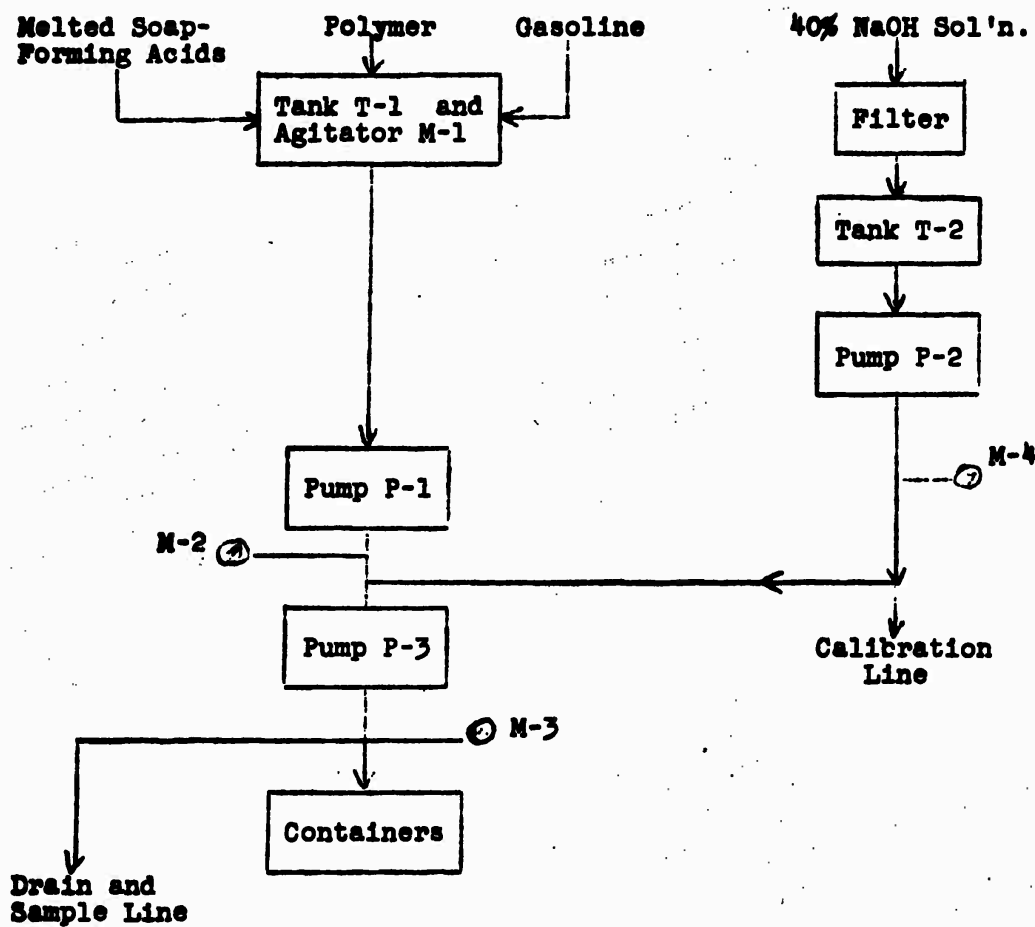 Melted Soap-
Forming Acids
Polymer
Gasoline
40% NaOH Sol'n.
Tank T-1 and
Agitator M-1
Filter
Tank T-2
Pump P-2
M-4
Pump P-1
M-2
Pump P-3
Calibration
Line
M-3
Containers
Drain and
Sample Line